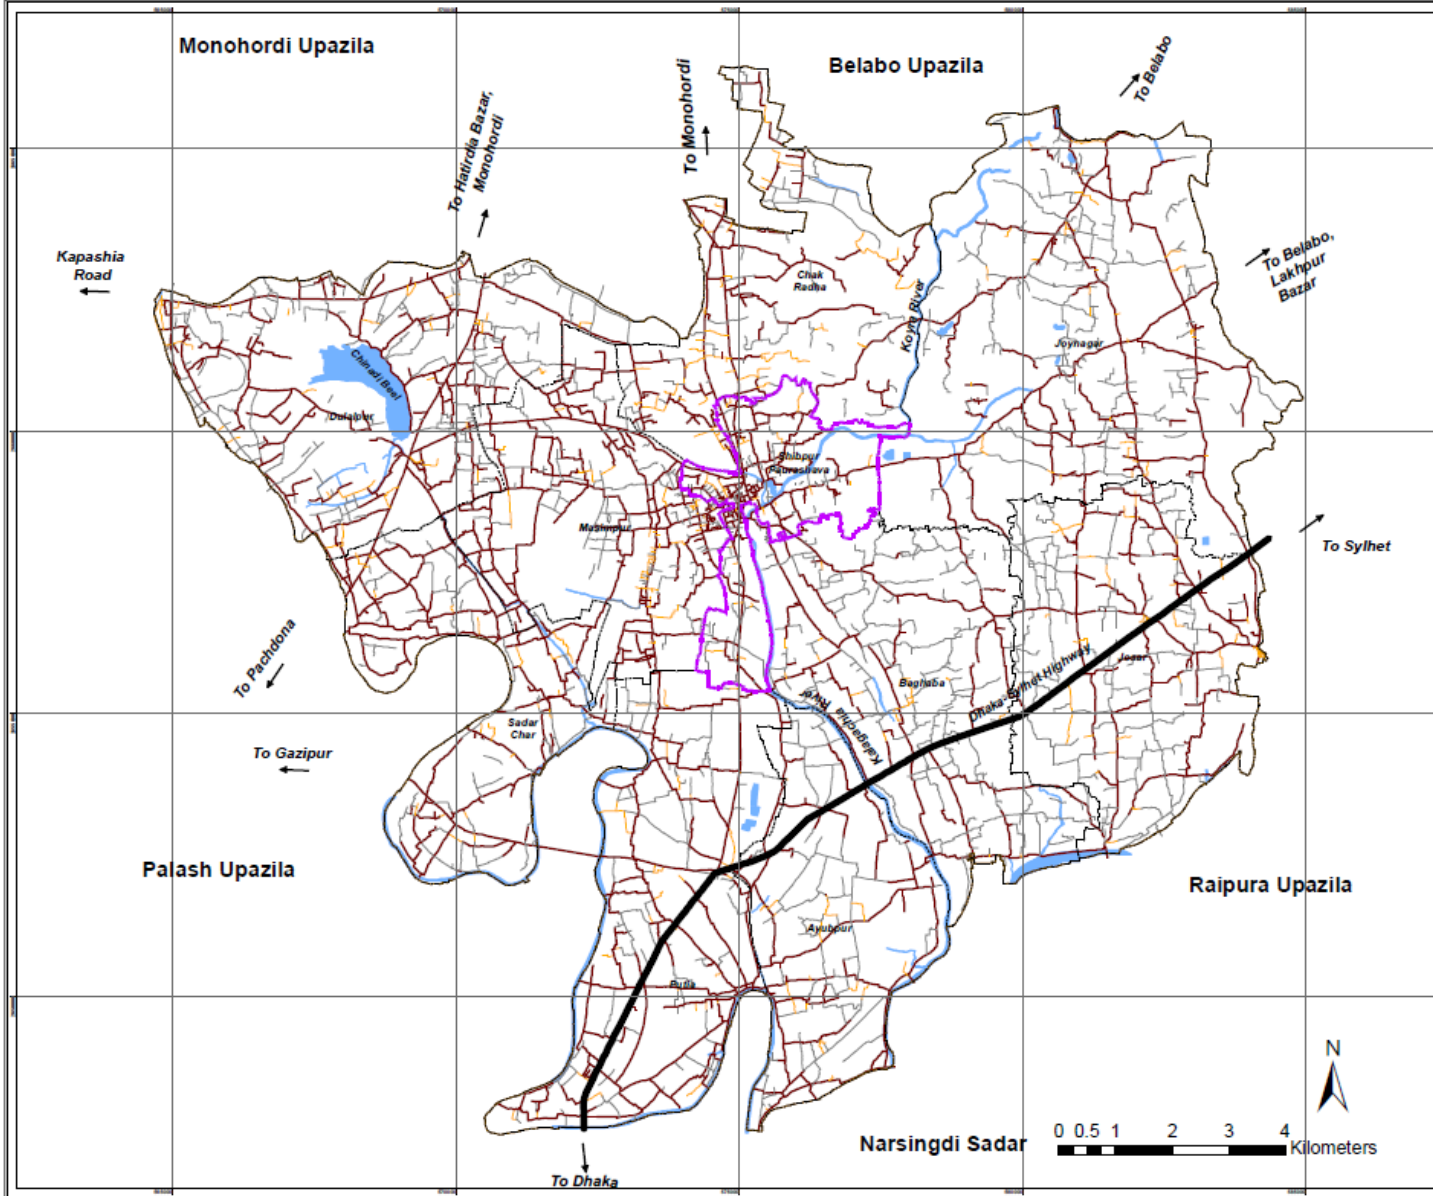 Monohordi Upazila
Belabo Upazila
To Belabo
To Monohordi
To Hatirdia Bazar,
Monohordi
Kapashia
Road
To Belabo,
Lakhpur
Bazar
Chak
Radha
Koyra River
Joynagar
Chinadi Beel
Dulalpur
Shibpur
Paurashava
Mashimpur
To Sylhet
To Pachdona
Baghaba
Josar
Dhaka-Sylhet Highway
Kalagachia River
Sadar
Char
To Gazipur
Palash Upazila
Raipura Upazila
Ayubpur
Putia
N
Narsingdi Sadar
0 0.5 1 2 3 4
Kilometers
To Dhaka